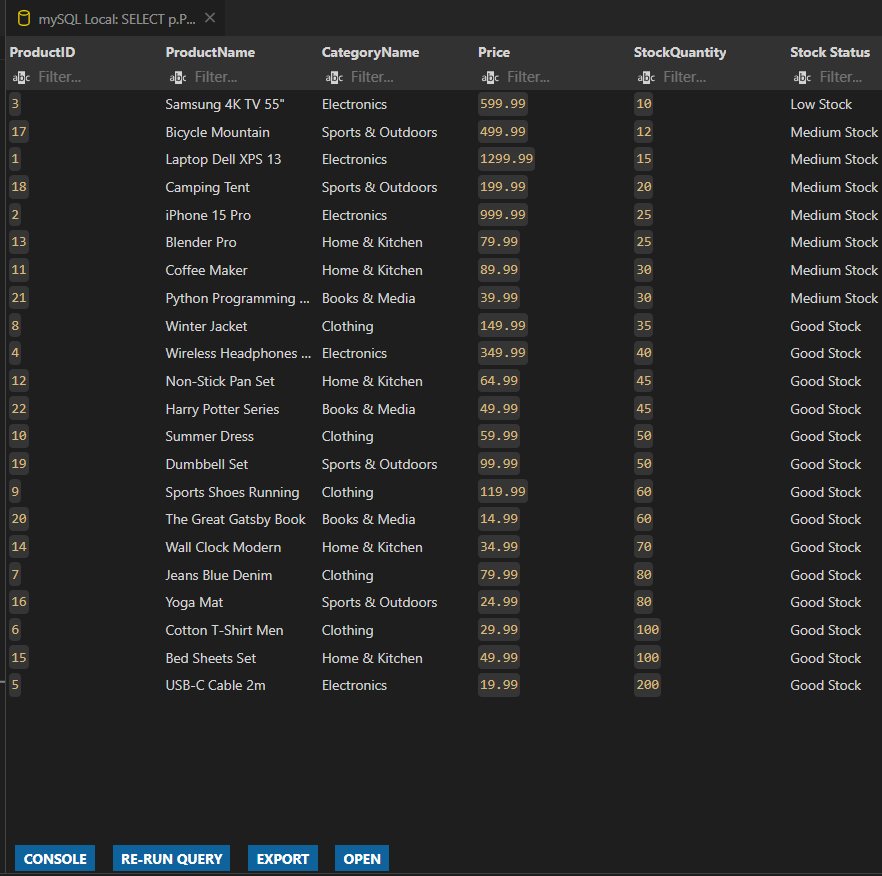 mySQL Local: SELECT p.P...
ProductID ProductName CategoryName Price StockQuantity Stock Status
abc Filter... abc Filter... abc Filter... abc Filter... abc Filter... abc Filter...
3 Samsung 4K TV 55" Electronics 599.99 10 Low Stock
17 Bicycle Mountain Sports & Outdoors 499.99 12 Medium Stock
1 Laptop Dell XPS 13 Electronics 1299.99 15 Medium Stock
18 Camping Tent Sports & Outdoors 199.99 20 Medium Stock
2 iPhone 15 Pro Electronics 999.99 25 Medium Stock
13 Blender Pro Home & Kitchen 79.99 25 Medium Stock
11 Coffee Maker Home & Kitchen 89.99 30 Medium Stock
21 Python Programming ... Books & Media 39.99 30 Medium Stock
8 Winter Jacket Clothing 149.99 35 Good Stock
4 Wireless Headphones ... Electronics 349.99 40 Good Stock
12 Non-Stick Pan Set Home & Kitchen 64.99 45 Good Stock
22 Harry Potter Series Books & Media 49.99 45 Good Stock
10 Summer Dress Clothing 59.99 50 Good Stock
19 Dumbbell Set Sports & Outdoors 99.99 50 Good Stock
9 Sports Shoes Running Clothing 119.99 60 Good Stock
20 The Great Gatsby Book Books & Media 14.99 60 Good Stock
14 Wall Clock Modern Home & Kitchen 34.99 70 Good Stock
7 Jeans Blue Denim Clothing 79.99 80 Good Stock
16 Yoga Mat Sports & Outdoors 24.99 80 Good Stock
6 Cotton T-Shirt Men Clothing 29.99 100 Good Stock
15 Bed Sheets Set Home & Kitchen 49.99 100 Good Stock
5 USB-C Cable 2m Electronics 19.99 200 Good Stock
CONSOLE RE-RUN QUERY EXPORT OPEN